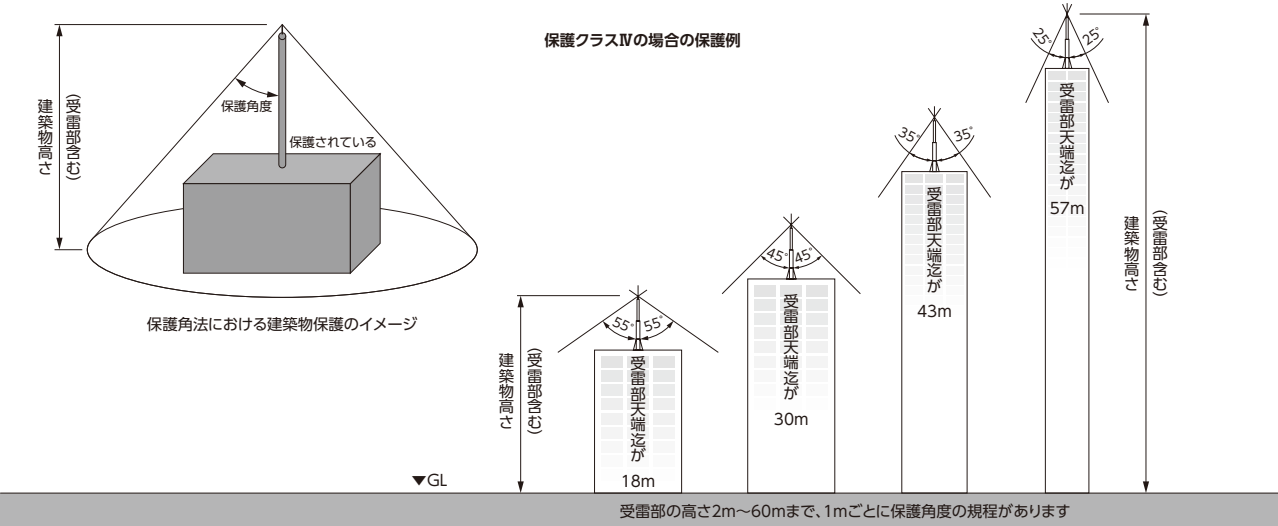 保護クラスⅣの場合の保護例
建築物高さ
(受雷部含む)
保護角度
保護されている
保護角法における建築物保護のイメージ
建築物高さ
(受雷部含む)
55° 55°
受雷部天端迄が
18m
45° 45°
受雷部天端迄が
30m
35° 35°
受雷部天端迄が
43m
25° 25°
受雷部天端迄が
57m
建築物高さ
(受雷部含む)
▼GL
受雷部の高さ2m～60mまで、1mごとに保護角度の規程があります